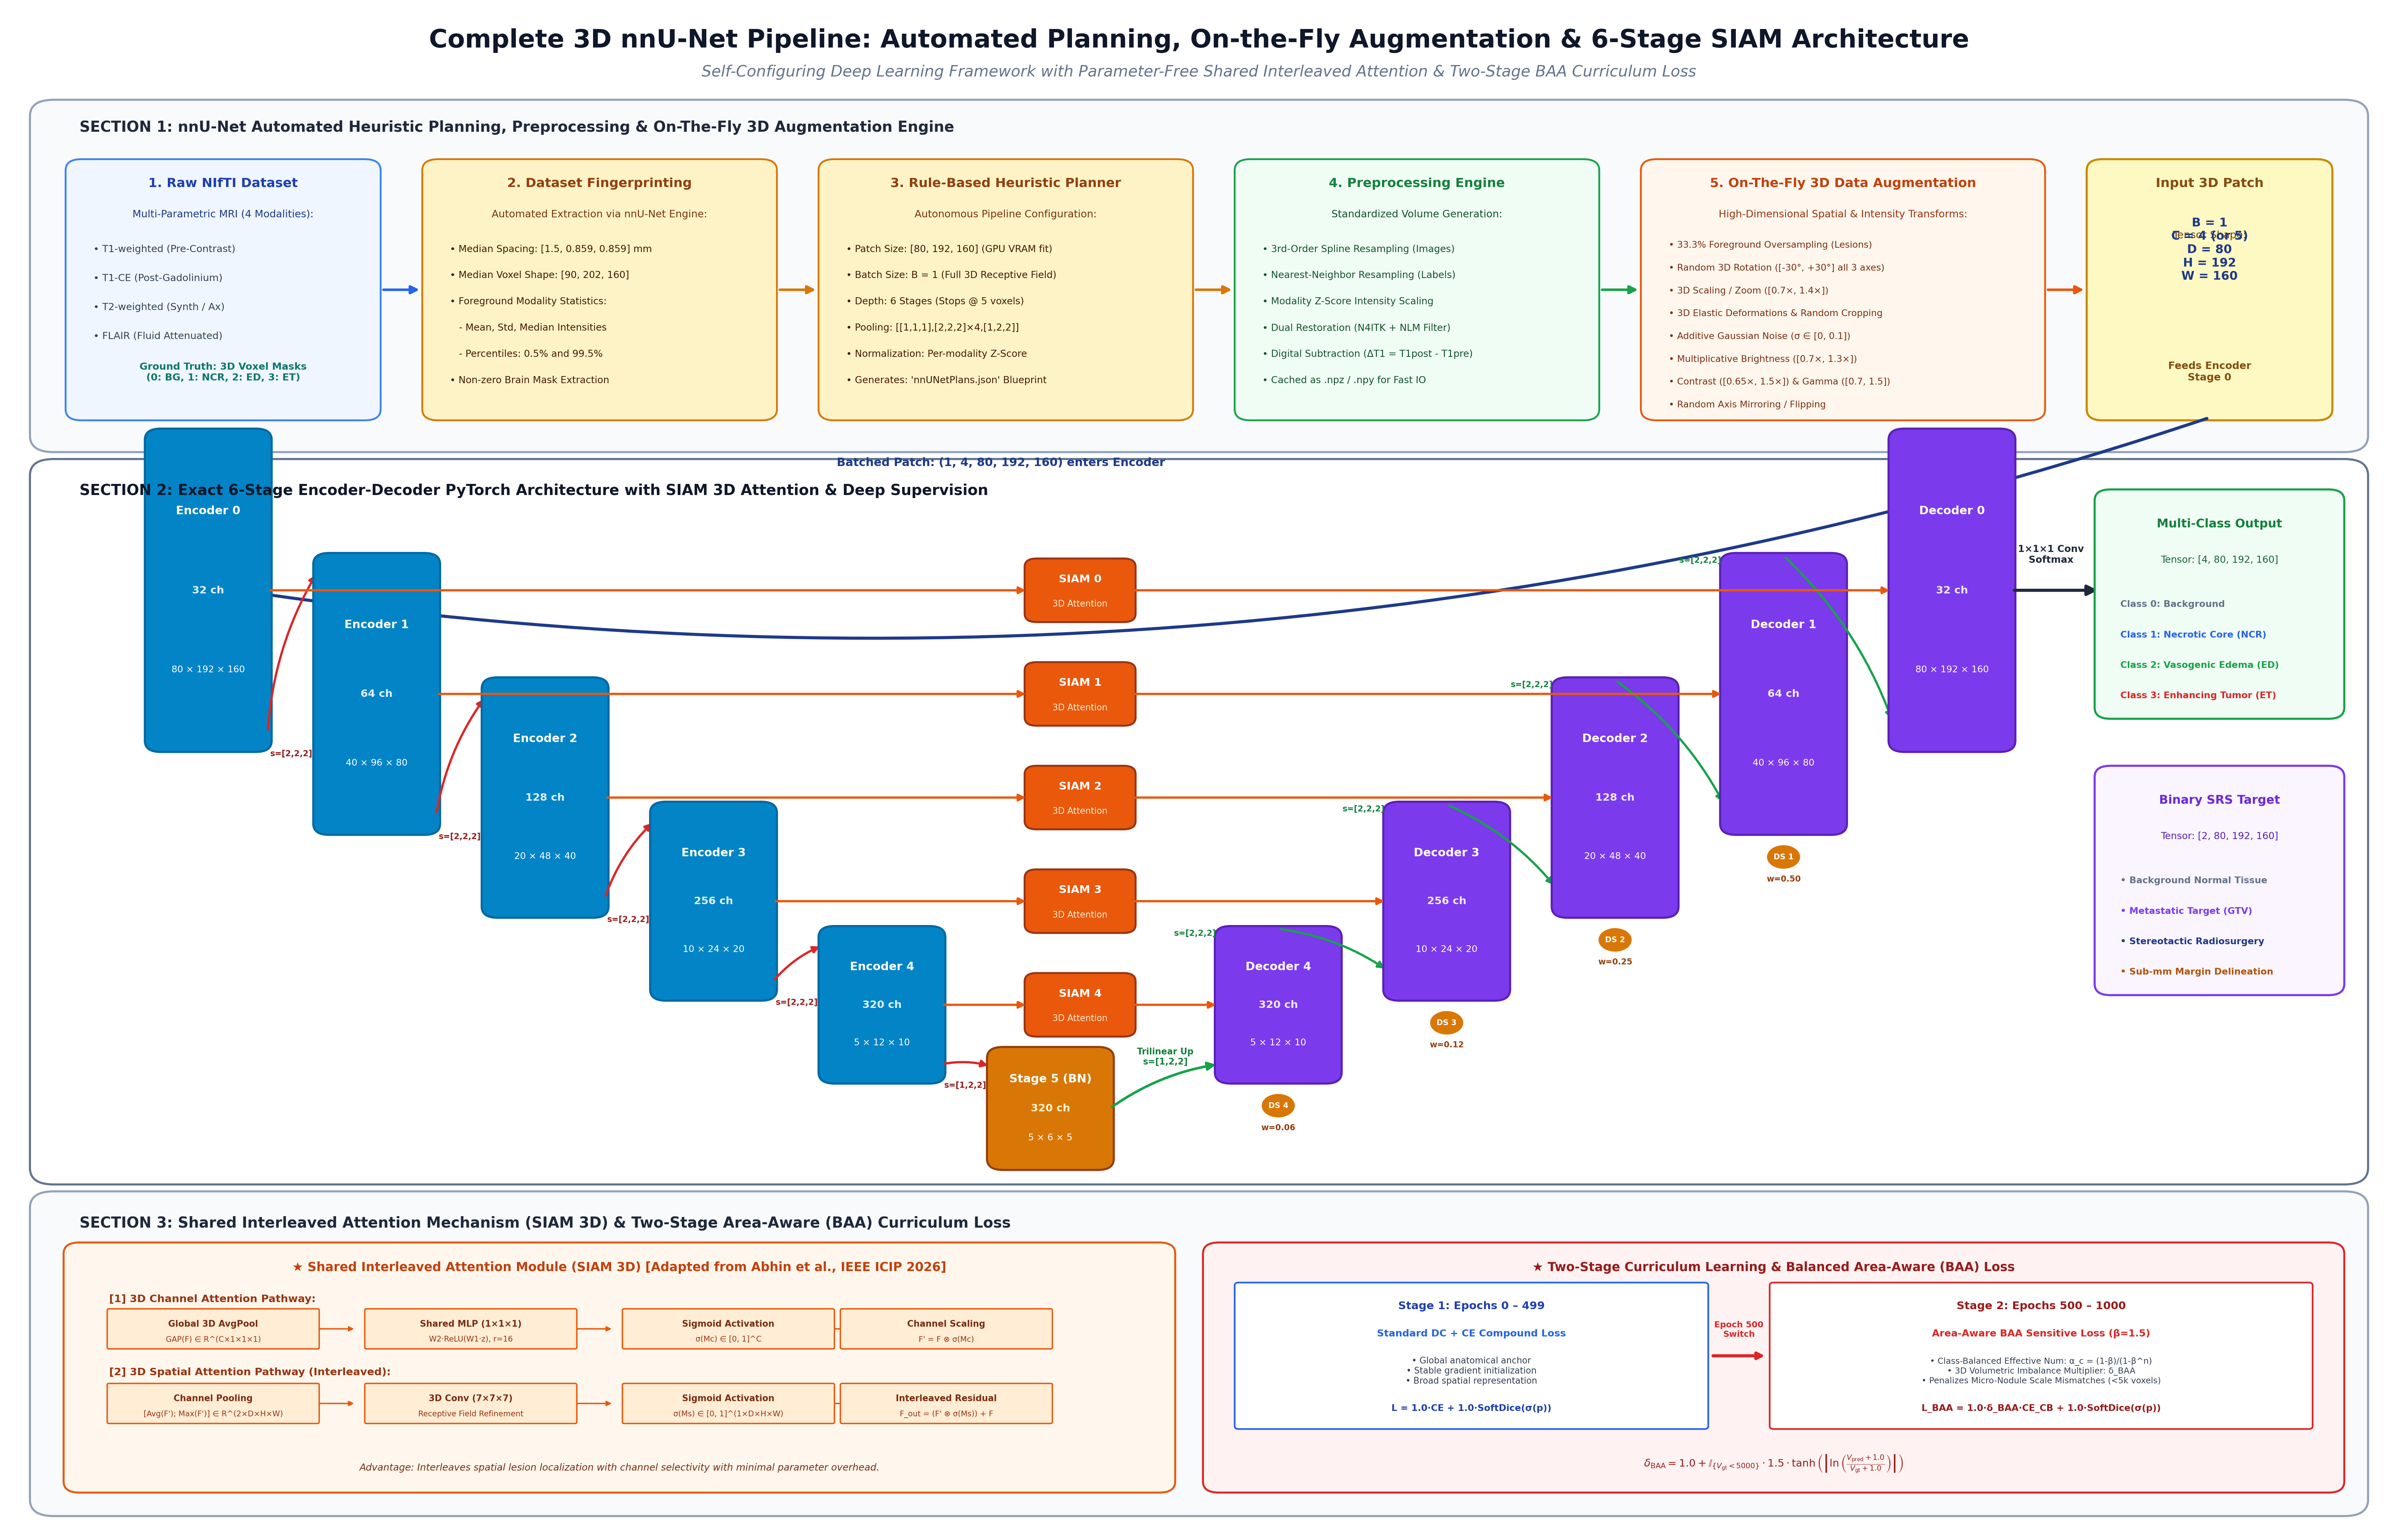 Complete 3D nnU-Net Pipeline: Automated Planning, On-the-Fly Augmentation & 6-Stage SIAM Architecture
Self-Configuring Deep Learning Framework with Parameter-Free Shared Interleaved Attention & Two-Stage BAA Curriculum Loss
SECTION 1: nnU-Net Automated Heuristic Planning, Preprocessing & On-The-Fly 3D Augmentation Engine
1. Raw NIfTI Dataset
Multi-Parametric MRI (4 Modalities):
• T1-weighted (Pre-Contrast)
• T1-CE (Post-Gadolinium)
• T2-weighted (Synth / Ax)
• FLAIR (Fluid Attenuated)
Ground Truth: 3D Voxel Masks
(0: BG, 1: NCR, 2: ED, 3: ET)
2. Dataset Fingerprinting
Automated Extraction via nnU-Net Engine:
• Median Spacing: [1.5, 0.859, 0.859] mm
• Median Voxel Shape: [90, 202, 160]
• Foreground Modality Statistics:
- Mean, Std, Median Intensities
- Percentiles: 0.5% and 99.5%
• Non-zero Brain Mask Extraction
3. Rule-Based Heuristic Planner
Autonomous Pipeline Configuration:
• Patch Size: [80, 192, 160] (GPU VRAM fit)
• Batch Size: B = 1 (Full 3D Receptive Field)
• Depth: 6 Stages (Stops @ 5 voxels)
• Pooling: [[1,1,1],[2,2,2]×4,[1,2,2]]
• Normalization: Per-modality Z-Score
• Generates: 'nnUNetPlans.json' Blueprint
4. Preprocessing Engine
Standardized Volume Generation:
• 3rd-Order Spline Resampling (Images)
• Nearest-Neighbor Resampling (Labels)
• Modality Z-Score Intensity Scaling
• Dual Restoration (N4ITK + NLM Filter)
• Digital Subtraction (ΔT1 = T1post - T1pre)
• Cached as .npz / .npy for Fast IO
5. On-The-Fly 3D Data Augmentation
High-Dimensional Spatial & Intensity Transforms:
• 33.3% Foreground Oversampling (Lesions)
• Random 3D Rotation ([-30°, +30°] all 3 axes)
• 3D Scaling / Zoom ([0.7×, 1.4×])
• 3D Elastic Deformations & Random Cropping
• Additive Gaussian Noise (σ ∈ [0, 0.1])
• Multiplicative Brightness ([0.7×, 1.3×])
• Contrast ([0.65×, 1.5×]) & Gamma ([0.7, 1.5])
• Random Axis Mirroring / Flipping
Input 3D Patch
B = 1
C = 4 (or 5)
D = 80
H = 192
W = 160
Feeds Encoder
Stage 0
Batched Patch: (1, 4, 80, 192, 160) enters Encoder
SECTION 2: Exact 6-Stage Encoder-Decoder PyTorch Architecture with SIAM 3D Attention & Deep Supervision
Encoder 0
32 ch
80 × 192 × 160
s=[2,2,2]
Encoder 1
64 ch
40 × 96 × 80
s=[2,2,2]
Encoder 2
128 ch
20 × 48 × 40
s=[2,2,2]
Encoder 3
256 ch
10 × 24 × 20
s=[2,2,2]
Encoder 4
320 ch
5 × 12 × 10
s=[1,2,2]
Stage 5 (BN)
320 ch
5 × 6 × 5
SIAM 0
3D Attention
SIAM 1
3D Attention
SIAM 2
3D Attention
SIAM 3
3D Attention
SIAM 4
3D Attention
Trilinear Up
s=[1,2,2]
Decoder 4
320 ch
5 × 12 × 10
DS 4
w=0.06
s=[2,2,2]
Decoder 3
256 ch
10 × 24 × 20
DS 3
w=0.12
s=[2,2,2]
Decoder 2
128 ch
20 × 48 × 40
DS 2
w=0.25
s=[2,2,2]
Decoder 1
64 ch
40 × 96 × 80
DS 1
w=0.50
s=[2,2,2]
Decoder 0
32 ch
80 × 192 × 160
1×1×1 Conv
Softmax
Multi-Class Output
Tensor: [4, 80, 192, 160]
Class 0: Background
Class 1: Necrotic Core (NCR)
Class 2: Vasogenic Edema (ED)
Class 3: Enhancing Tumor (ET)
Binary SRS Target
Tensor: [2, 80, 192, 160]
• Background Normal Tissue
• Metastatic Target (GTV)
• Stereotactic Radiosurgery
• Sub-mm Margin Delineation
SECTION 3: Shared Interleaved Attention Mechanism (SIAM 3D) & Two-Stage Area-Aware (BAA) Curriculum Loss
★ Shared Interleaved Attention Module (SIAM 3D) [Adapted from Abhin et al., IEEE ICIP 2026]
[1] 3D Channel Attention Pathway:
Global 3D AvgPool
GAP(F) ∈ R^(C×1×1×1)
Shared MLP (1×1×1)
W2·ReLU(W1·z), r=16
Sigmoid Activation
σ(Mc) ∈ [0, 1]^C
Channel Scaling
F' = F ⊗ σ(Mc)
[2] 3D Spatial Attention Pathway (Interleaved):
Channel Pooling
[Avg(F'); Max(F')] ∈ R^(2×D×H×W)
3D Conv (7×7×7)
Receptive Field Refinement
Sigmoid Activation
σ(Ms) ∈ [0, 1]^(1×D×H×W)
Interleaved Residual
F_out = (F' ⊗ σ(Ms)) + F
Advantage: Interleaves spatial lesion localization with channel selectivity with minimal parameter overhead.
★ Two-Stage Curriculum Learning & Balanced Area-Aware (BAA) Loss
Stage 1: Epochs 0 – 499
Standard DC + CE Compound Loss
• Global anatomical anchor
• Stable gradient initialization
• Broad spatial representation
L = 1.0·CE + 1.0·SoftDice(σ(p))
Epoch 500
Switch
Stage 2: Epochs 500 – 1000
Area-Aware BAA Sensitive Loss (β=1.5)
• Class-Balanced Effective Num: α_c = (1-β)/(1-β^n)
• 3D Volumetric Imbalance Multiplier: δ_BAA
• Penalizes Micro-Nodule Scale Mismatches (<5k voxels)
L_BAA = 1.0·δ_BAA·CE_CB + 1.0·SoftDice(σ(p))
δ_BAA = 1.0 + 𝕀_{V_gt < 5000} · 1.5 · tanh(|ln((V_pred + 1.0)/(V_gt + 1.0))|)